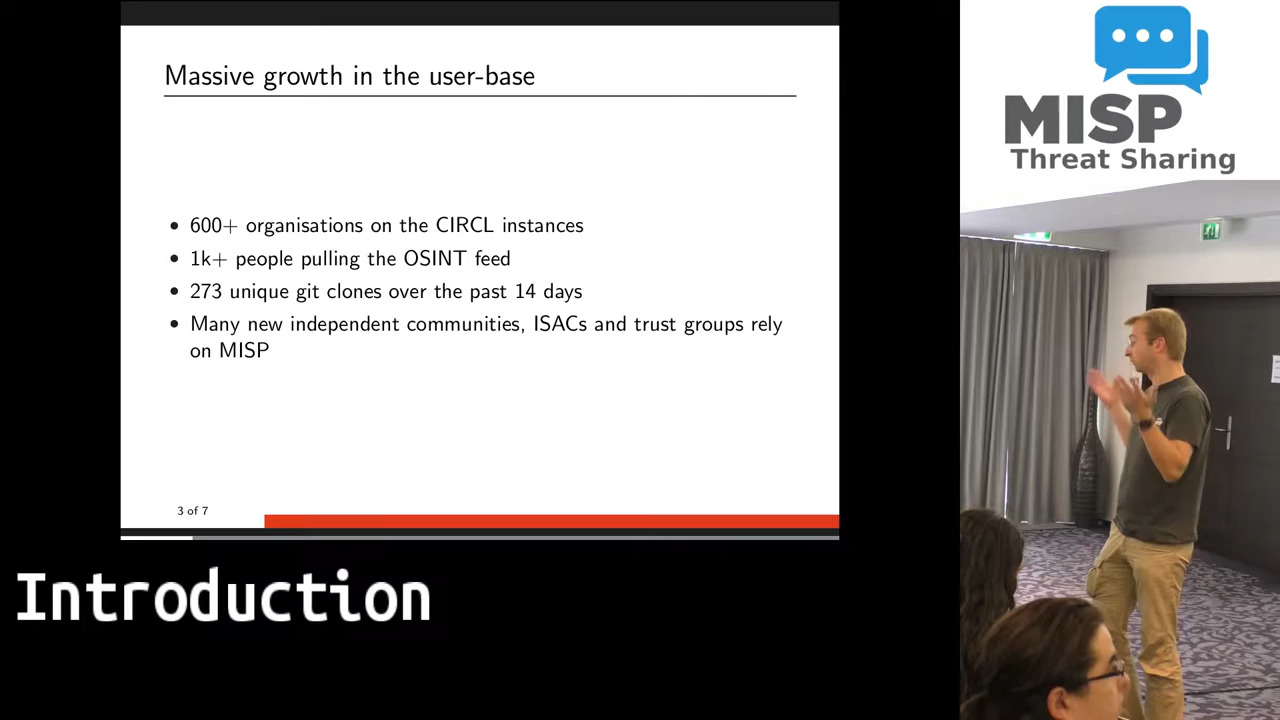 Massive growth in the user-base
• 600+ organisations on the CIRCL instances
• 1k+ people pulling the OSINT feed
• 273 unique git clones over the past 14 days
• Many new independent communities, ISACs and trust groups rely
on MISP
3 of 7
Introduction
MISP
Threat Sharing